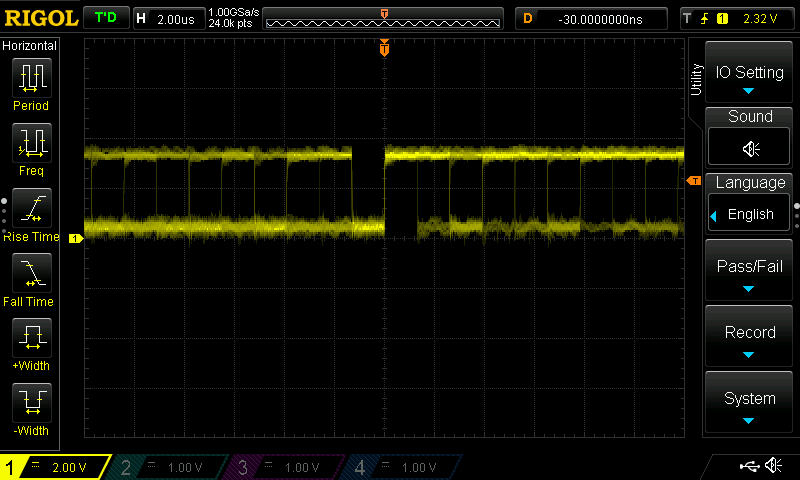 RIGOL T'D H 2.00us 1.00GSa/s 24.0k pts T D -30.0000000ns T 1 2.32 V
Horizontal
Period
Freq
Rise Time
Fall Time
+Width
-Width
T
T
1
Utility
IO Setting
Sound
Language
English
Pass/Fail
Record
System
1 2.00 V 2 1.00 V 3 1.00 V 4 1.00 V